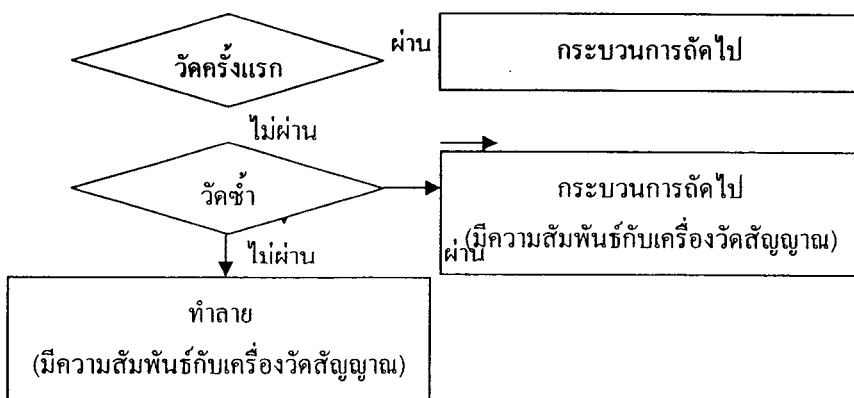 วัดครั้งแรก
ผ่าน
กระบวนการถัดไป
ไม่ผ่าน
วัดซ้ำ
กระบวนการถัดไป
(มีความสัมพันธ์กับเครื่องวัดสัญญาณ)
ผ่าน
ไม่ผ่าน
ทำลาย
(มีความสัมพันธ์กับเครื่องวัดสัญญาณ)